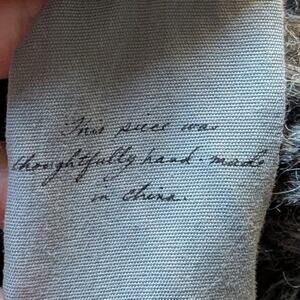 This piece was
thoughtfully hand-made
in China.